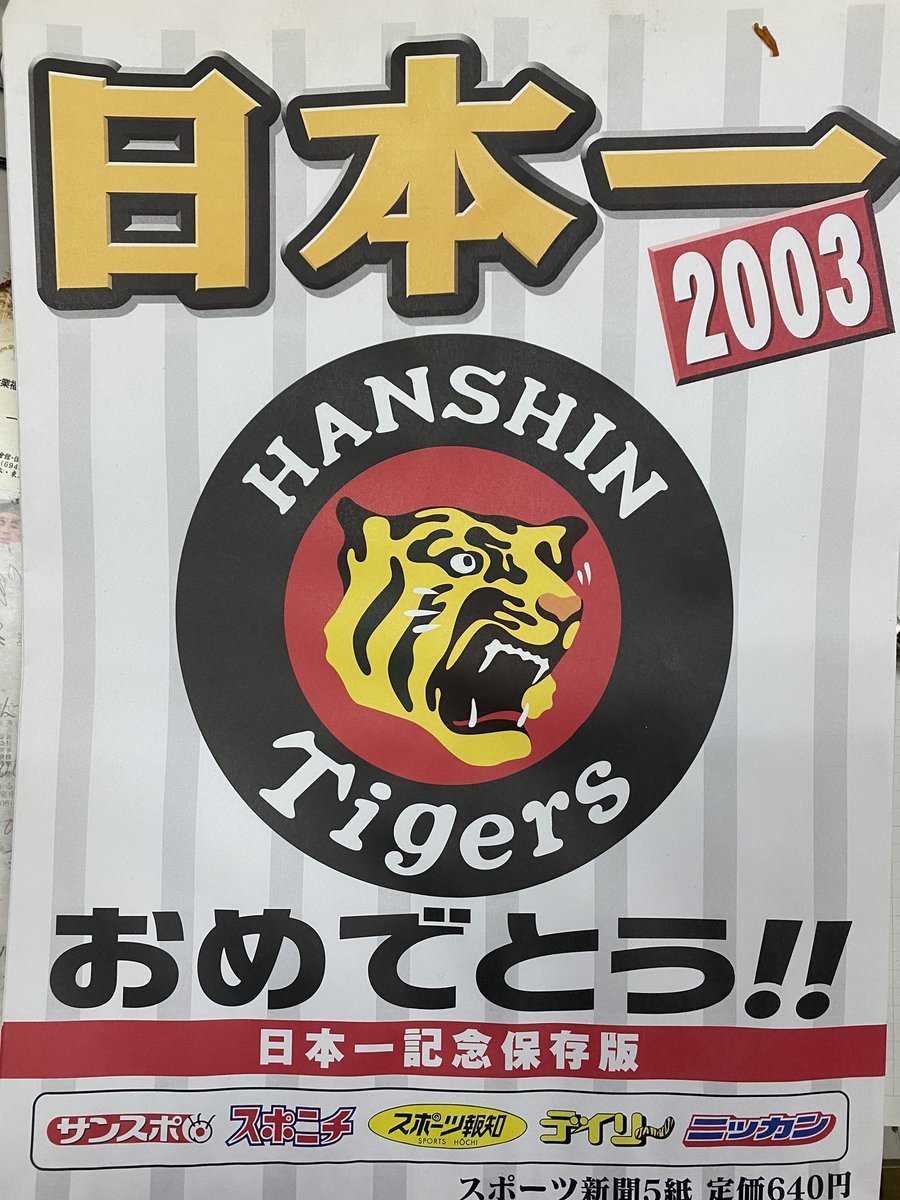 日本一
2003
HANSHIN
Tigers
おめでとう!!
日本一記念保存版
サンスポ スポニチ スポーツ報知 デイリー ニッカン
SPORTS HŌCHI
スポーツ新聞5紙 定価640円